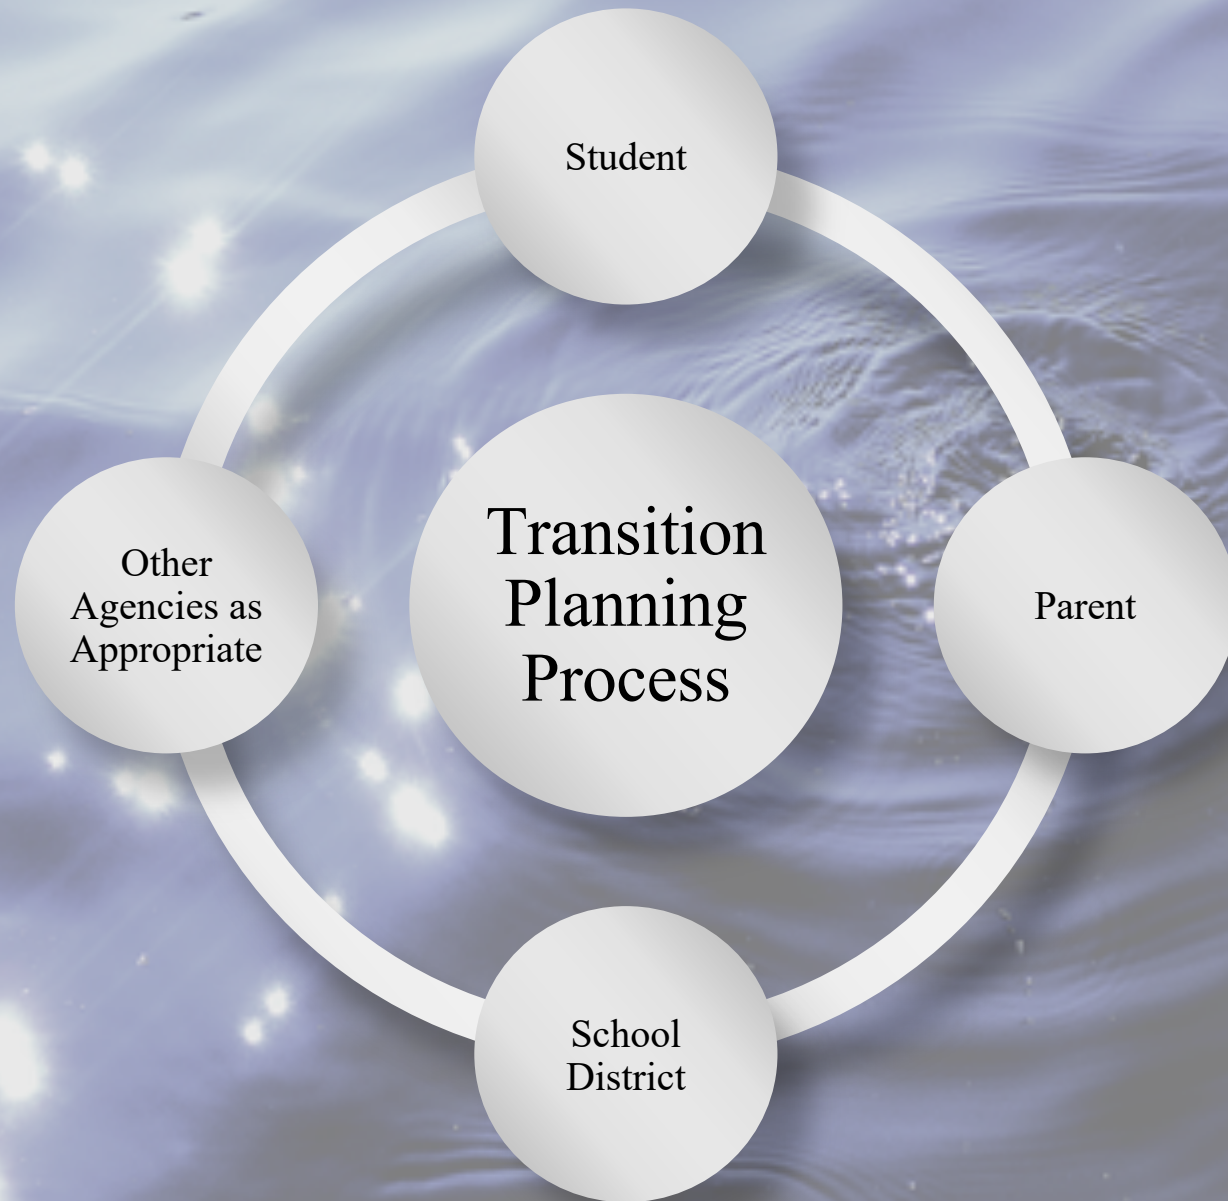 Student
Other
Agencies as
Appropriate
Transition
Planning
Process
Parent
School
District